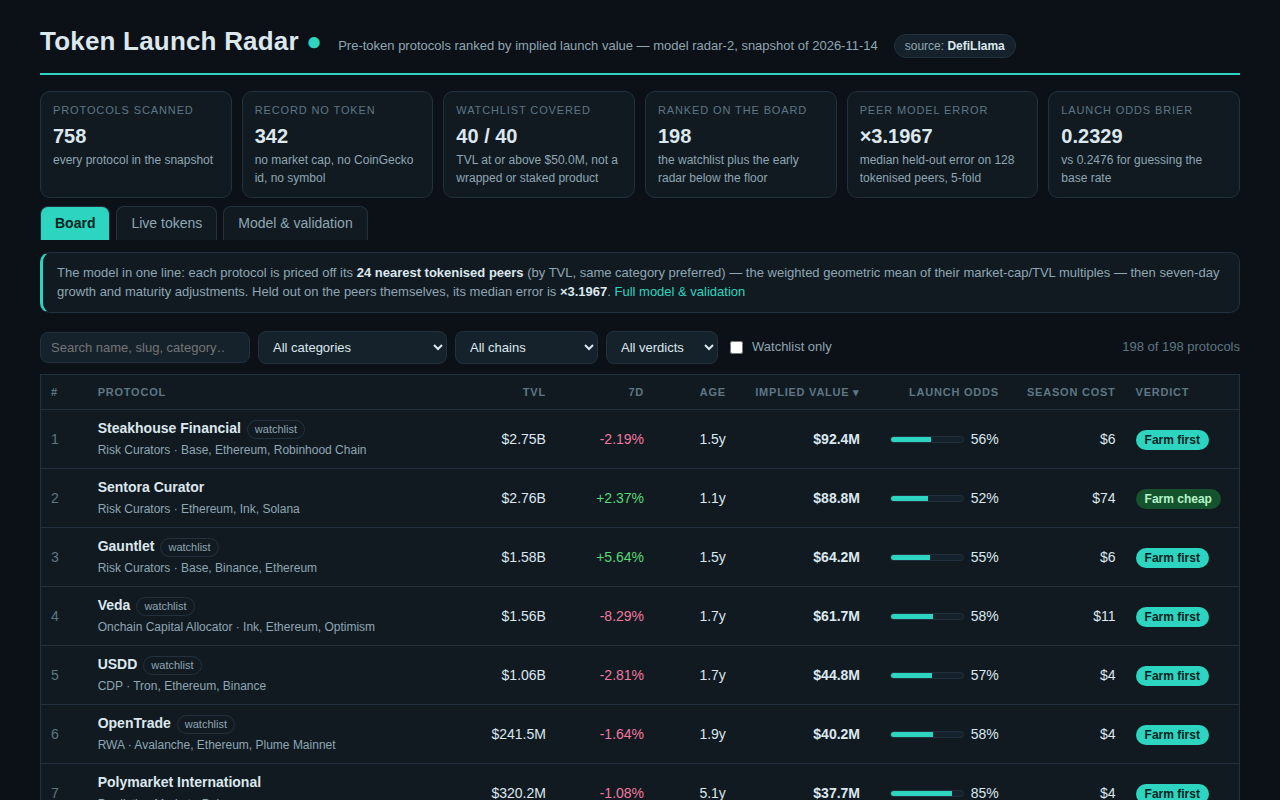 Token Launch Radar
Pre-token protocols ranked by implied launch value — model radar-2, snapshot of 2026-11-14
source: DefiLlama
PROTOCOLS SCANNED
758
every protocol in the snapshot
RECORD NO TOKEN
342
no market cap, no CoinGecko
id, no symbol
WATCHLIST COVERED
40 / 40
TVL at or above $50.0M, not a
wrapped or staked product
RANKED ON THE BOARD
198
the watchlist plus the early
radar below the floor
PEER MODEL ERROR
×3.1967
median held-out error on 128
tokenised peers, 5-fold
LAUNCH ODDS BRIER
0.2329
vs 0.2476 for guessing the
base rate
Board
Live tokens
Model & validation
The model in one line: each protocol is priced off its 24 nearest tokenised peers (by TVL, same category preferred) — the weighted geometric mean of their market-cap/TVL multiples — then seven-day
growth and maturity adjustments. Held out on the peers themselves, its median error is ×3.1967. Full model & validation
Search name, slug, category…
All categories
All chains
All verdicts
Watchlist only
198 of 198 protocols
# PROTOCOL TVL 7D AGE IMPLIED VALUE ▾ LAUNCH ODDS SEASON COST VERDICT
1 Steakhouse Financial watchlist $2.75B -2.19% 1.5y $92.4M 56% $6 Farm first
Risk Curators · Base, Ethereum, Robinhood Chain
2 Sentora Curator $2.76B +2.37% 1.1y $88.8M 52% $74 Farm cheap
Risk Curators · Ethereum, Ink, Solana
3 Gauntlet watchlist $1.58B +5.64% 1.5y $64.2M 55% $6 Farm first
Risk Curators · Base, Binance, Ethereum
4 Veda watchlist $1.56B -8.29% 1.7y $61.7M 58% $11 Farm first
Onchain Capital Allocator · Ink, Ethereum, Optimism
5 USDD watchlist $1.06B -2.81% 1.7y $44.8M 57% $4 Farm first
CDP · Tron, Ethereum, Binance
6 OpenTrade watchlist $241.5M -1.64% 1.9y $40.2M 58% $4 Farm first
RWA · Avalanche, Ethereum, Plume Mainnet
7 Polymarket International $320.2M -1.08% 5.1y $37.7M 85% $4 Farm first